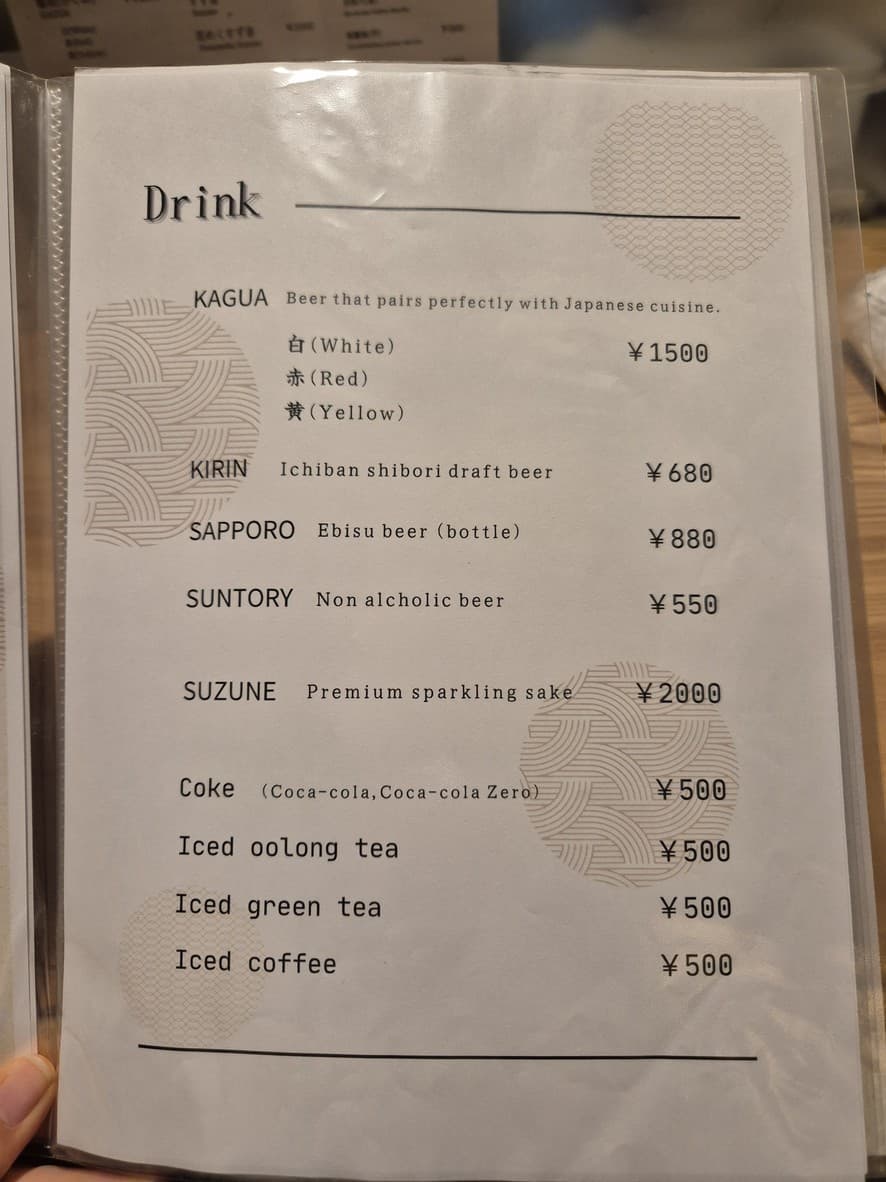 Drink
KAGUA Beer that pairs perfectly with Japanese cuisine.
白(White) ¥1500
赤(Red)
黄(Yellow)
KIRIN Ichiban shibori draft beer ¥680
SAPPORO Ebisu beer (bottle) ¥880
SUNTORY Non alcholic beer ¥550
SUZUNE Premium sparkling sake ¥2000
Coke (Coca-cola,Coca-cola Zero) ¥500
Iced oolong tea ¥500
Iced green tea ¥500
Iced coffee ¥500